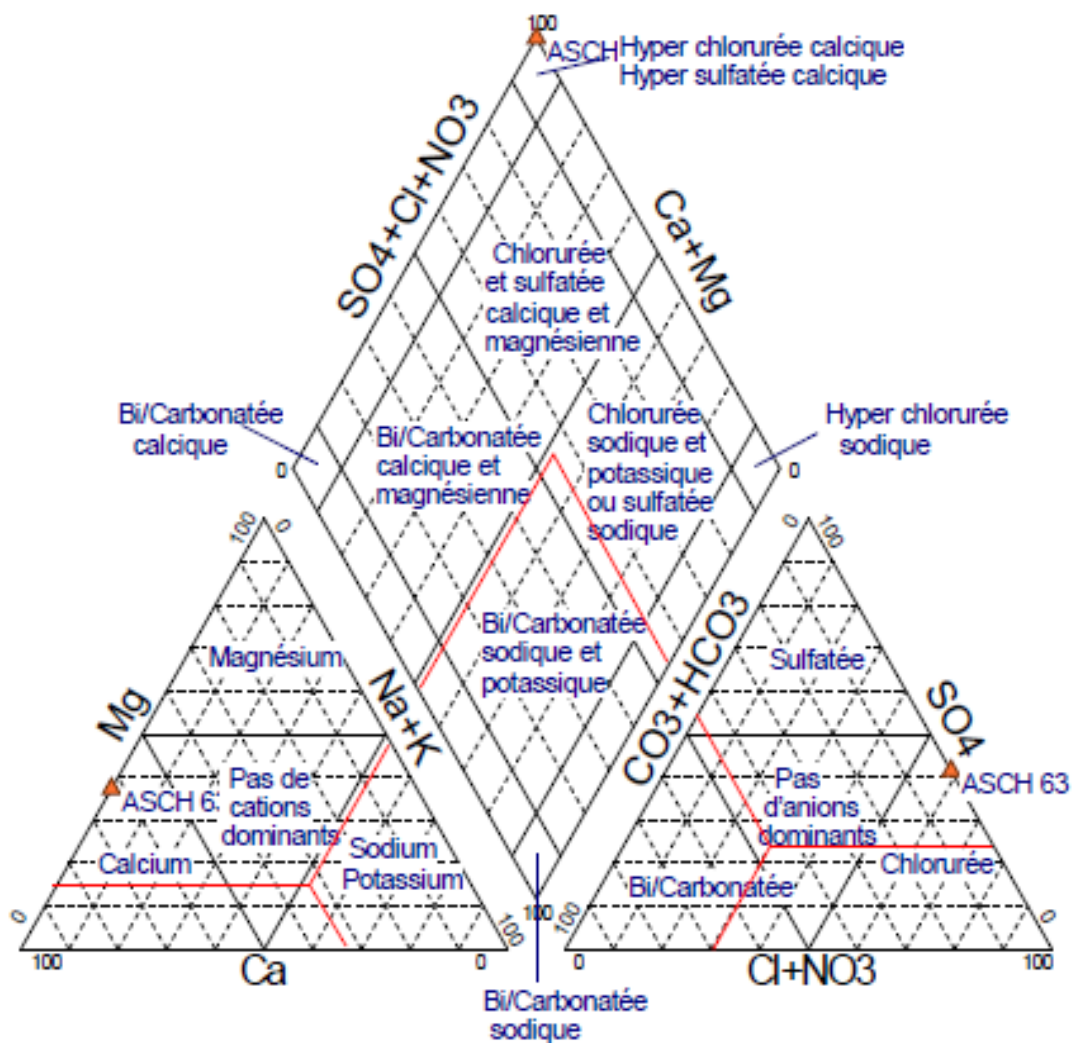 100
ASCH
Hyper chlorurée calcique
Hyper sulfatée calcique
SO4+Cl+NO3
Ca+Mg
Chlorurée
et sulfatée
calcique et
magnésienne
Bi/Carbonatée
calcique
Bi/Carbonatée
calcique et
magnésienne
Chlorurée
sodique et
potassique
ou sulfatée
sodique
Hyper chlorurée
sodique
0
0
100
0
0
100
Bi/Carbonatée
sodique et
potassique
Magnésium
Mg
Na+K
CO3+HCO3
Sulfatée
SO4
ASCH 63
Pas de
cations
dominants
Calcium
Sodium
Potassium
Pas
d'anions
dominants
ASCH 63
Chlorurée
Bi/Carbonatée
0
100
100
100
0
100
Ca
0
0
Cl+NO3
100
Bi/Carbonatée
sodique